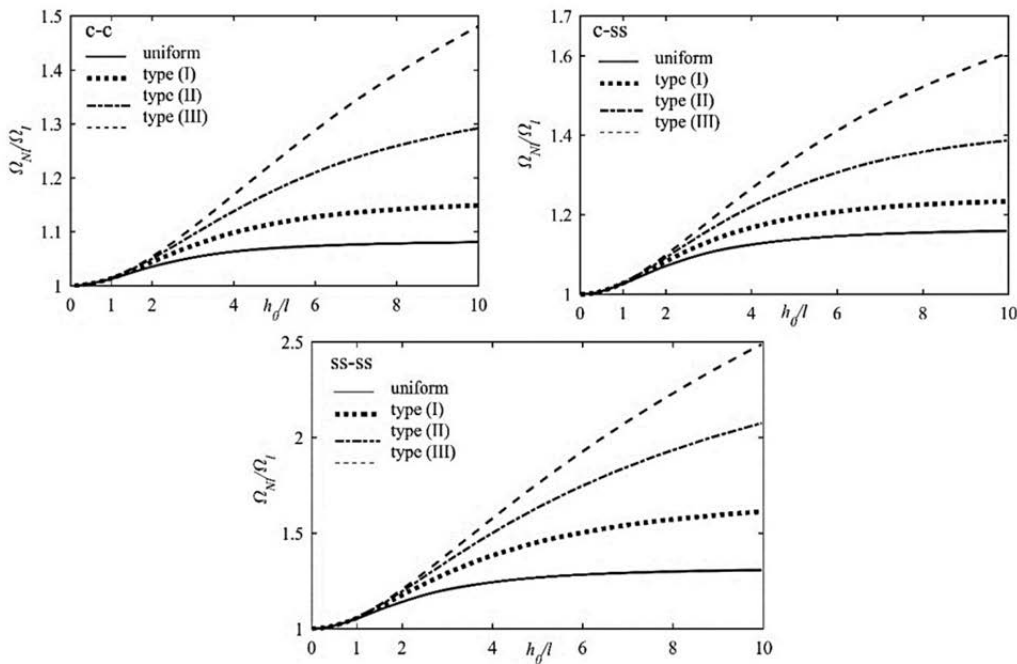 c-c
uniform
type (I)
type (II)
type (III)
1.5
1.4
1.3
1.2
1.1
1
Ω_Nl/Ω_l
0 1 2 4 6 8 10
h_0/l
c-ss
uniform
type (I)
type (II)
type (III)
1.7
1.6
1.4
1.2
1
Ω_Nl/Ω_l
0 1 2 4 6 8 10
h_0/l
ss-ss
uniform
type (I)
type (II)
type (III)
2.5
2
1.5
1
Ω_Nl/Ω_l
0 1 2 4 6 8 10
h_0/l